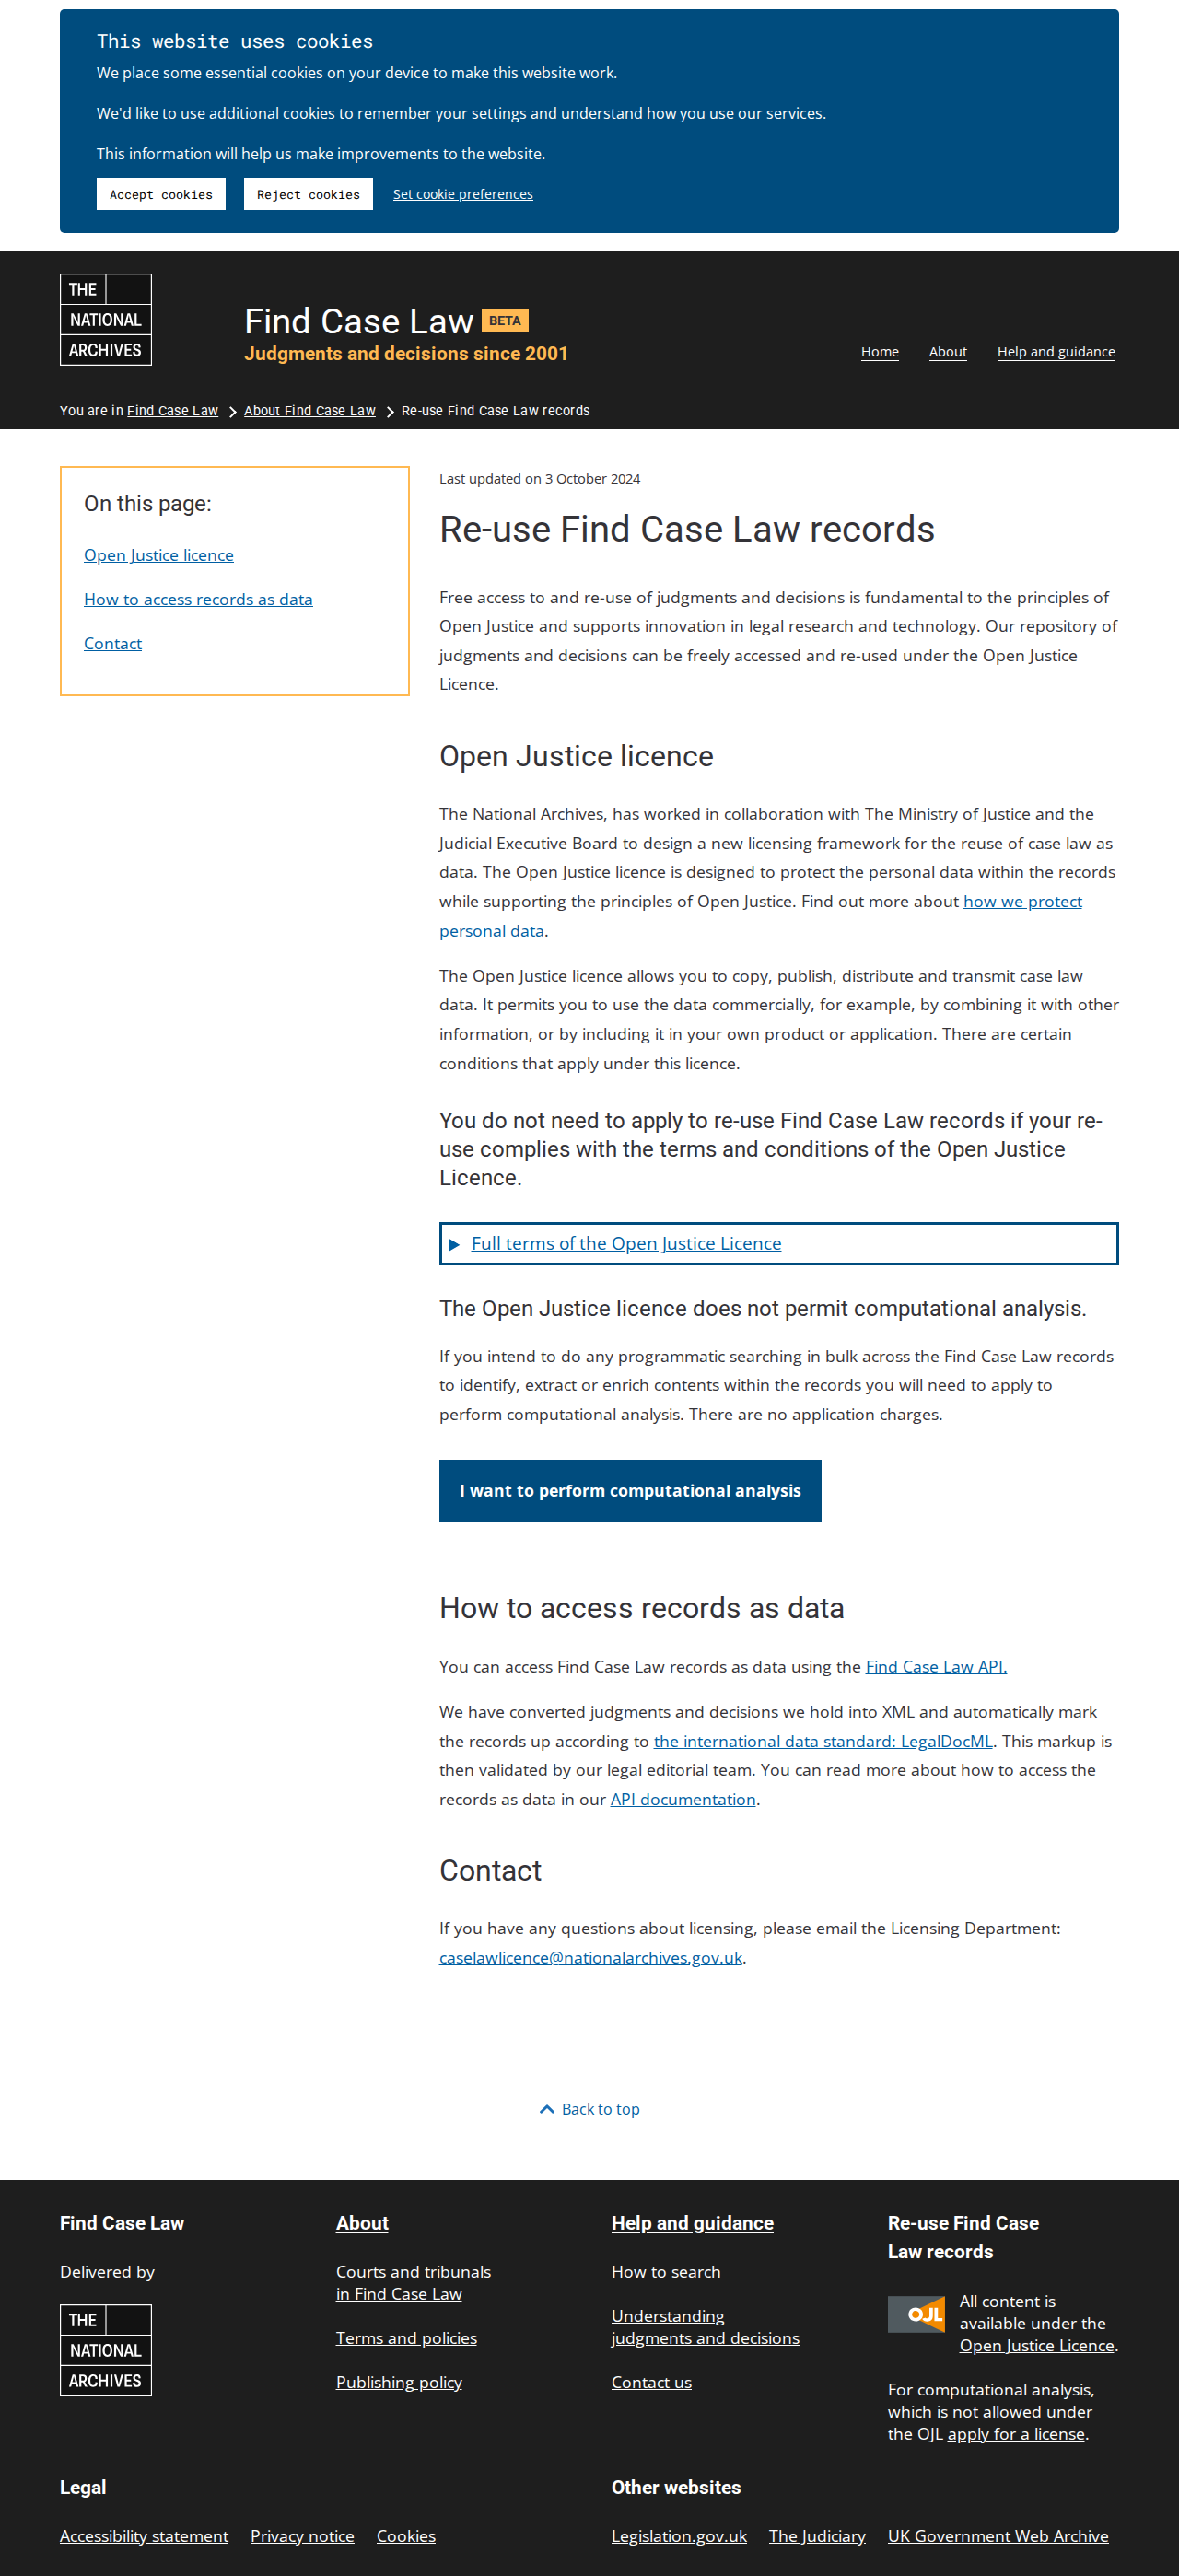 This website uses cookies
We place some essential cookies on your device to make this website work.
We'd like to use additional cookies to remember your settings and understand how you use our services.
This information will help us make improvements to the website.
Accept cookies Reject cookies Set cookie preferences
THE
NATIONAL
ARCHIVES
Find Case Law BETA
Judgments and decisions since 2001
Home About Help and guidance
You are in Find Case Law About Find Case Law Re-use Find Case Law records
On this page:
Open Justice licence
How to access records as data
Contact
Last updated on 3 October 2024
Re-use Find Case Law records
Free access to and re-use of judgments and decisions is fundamental to the principles of
Open Justice and supports innovation in legal research and technology. Our repository of
judgments and decisions can be freely accessed and re-used under the Open Justice
Licence.
Open Justice licence
The National Archives, has worked in collaboration with The Ministry of Justice and the
Judicial Executive Board to design a new licensing framework for the reuse of case law as
data. The Open Justice licence is designed to protect the personal data within the records
while supporting the principles of Open Justice. Find out more about how we protect
personal data.
The Open Justice licence allows you to copy, publish, distribute and transmit case law
data. It permits you to use the data commercially, for example, by combining it with other
information, or by including it in your own product or application. There are certain
conditions that apply under this licence.
You do not need to apply to re-use Find Case Law records if your re-
use complies with the terms and conditions of the Open Justice
Licence.
Full terms of the Open Justice Licence
The Open Justice licence does not permit computational analysis.
If you intend to do any programmatic searching in bulk across the Find Case Law records
to identify, extract or enrich contents within the records you will need to apply to
perform computational analysis. There are no application charges.
I want to perform computational analysis
How to access records as data
You can access Find Case Law records as data using the Find Case Law API.
We have converted judgments and decisions we hold into XML and automatically mark
the records up according to the international data standard: LegalDocML. This markup is
then validated by our legal editorial team. You can read more about how to access the
records as data in our API documentation.
Contact
If you have any questions about licensing, please email the Licensing Department:
caselawlicence@nationalarchives.gov.uk.
Back to top
Find Case Law
Delivered by
THE
NATIONAL
ARCHIVES
About
Courts and tribunals
in Find Case Law
Terms and policies
Publishing policy
Help and guidance
How to search
Understanding
judgments and decisions
Contact us
Re-use Find Case
Law records
OJL
All content is
available under the
Open Justice Licence.
For computational analysis,
which is not allowed under
the OJL apply for a license.
Legal
Accessibility statement Privacy notice Cookies
Other websites
Legislation.gov.uk The Judiciary UK Government Web Archive